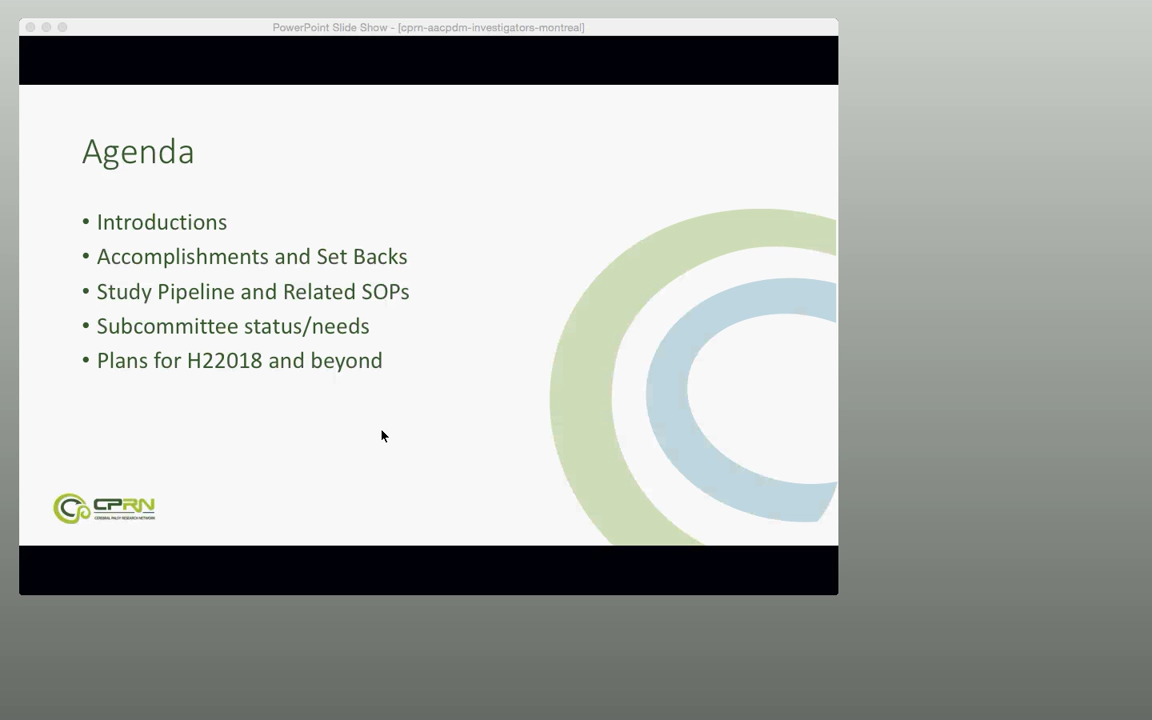 PowerPoint Slide Show - [cprn-aacpdm-investigators-montreal]
Agenda
• Introductions
• Accomplishments and Set Backs
• Study Pipeline and Related SOPs
• Subcommittee status/needs
• Plans for H22018 and beyond
CPRN
CEREBRAL PALSY RESEARCH NETWORK